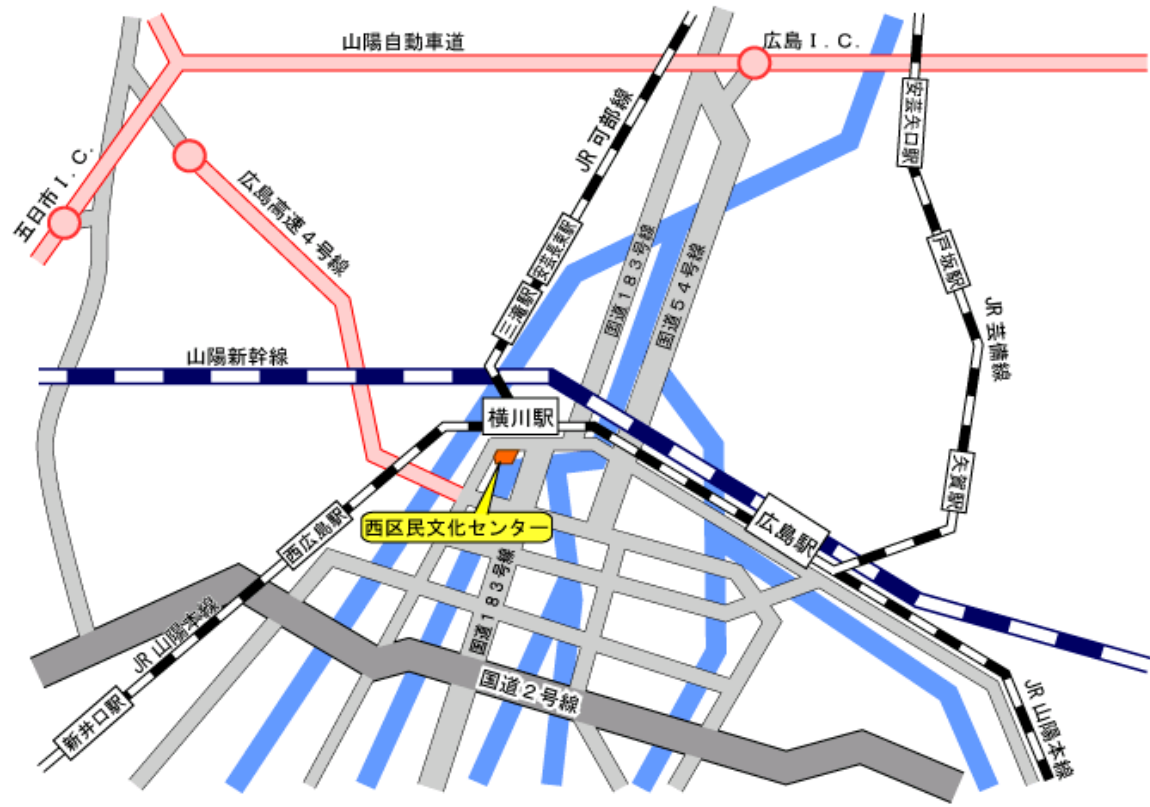 山陽自動車道
広島Ｉ.Ｃ.
JR可部線
安芸矢口駅
五日市Ｉ.Ｃ.
広島高速４号線
安芸長束駅
国道１８３号線
国道５４号線
戸坂駅
三滝駅
JR芸備線
山陽新幹線
横川駅
矢賀駅
西広島駅
西区民文化センター
広島駅
国道１８３号線
JR山陽本線
国道２号線
新井口駅
JR山陽本線